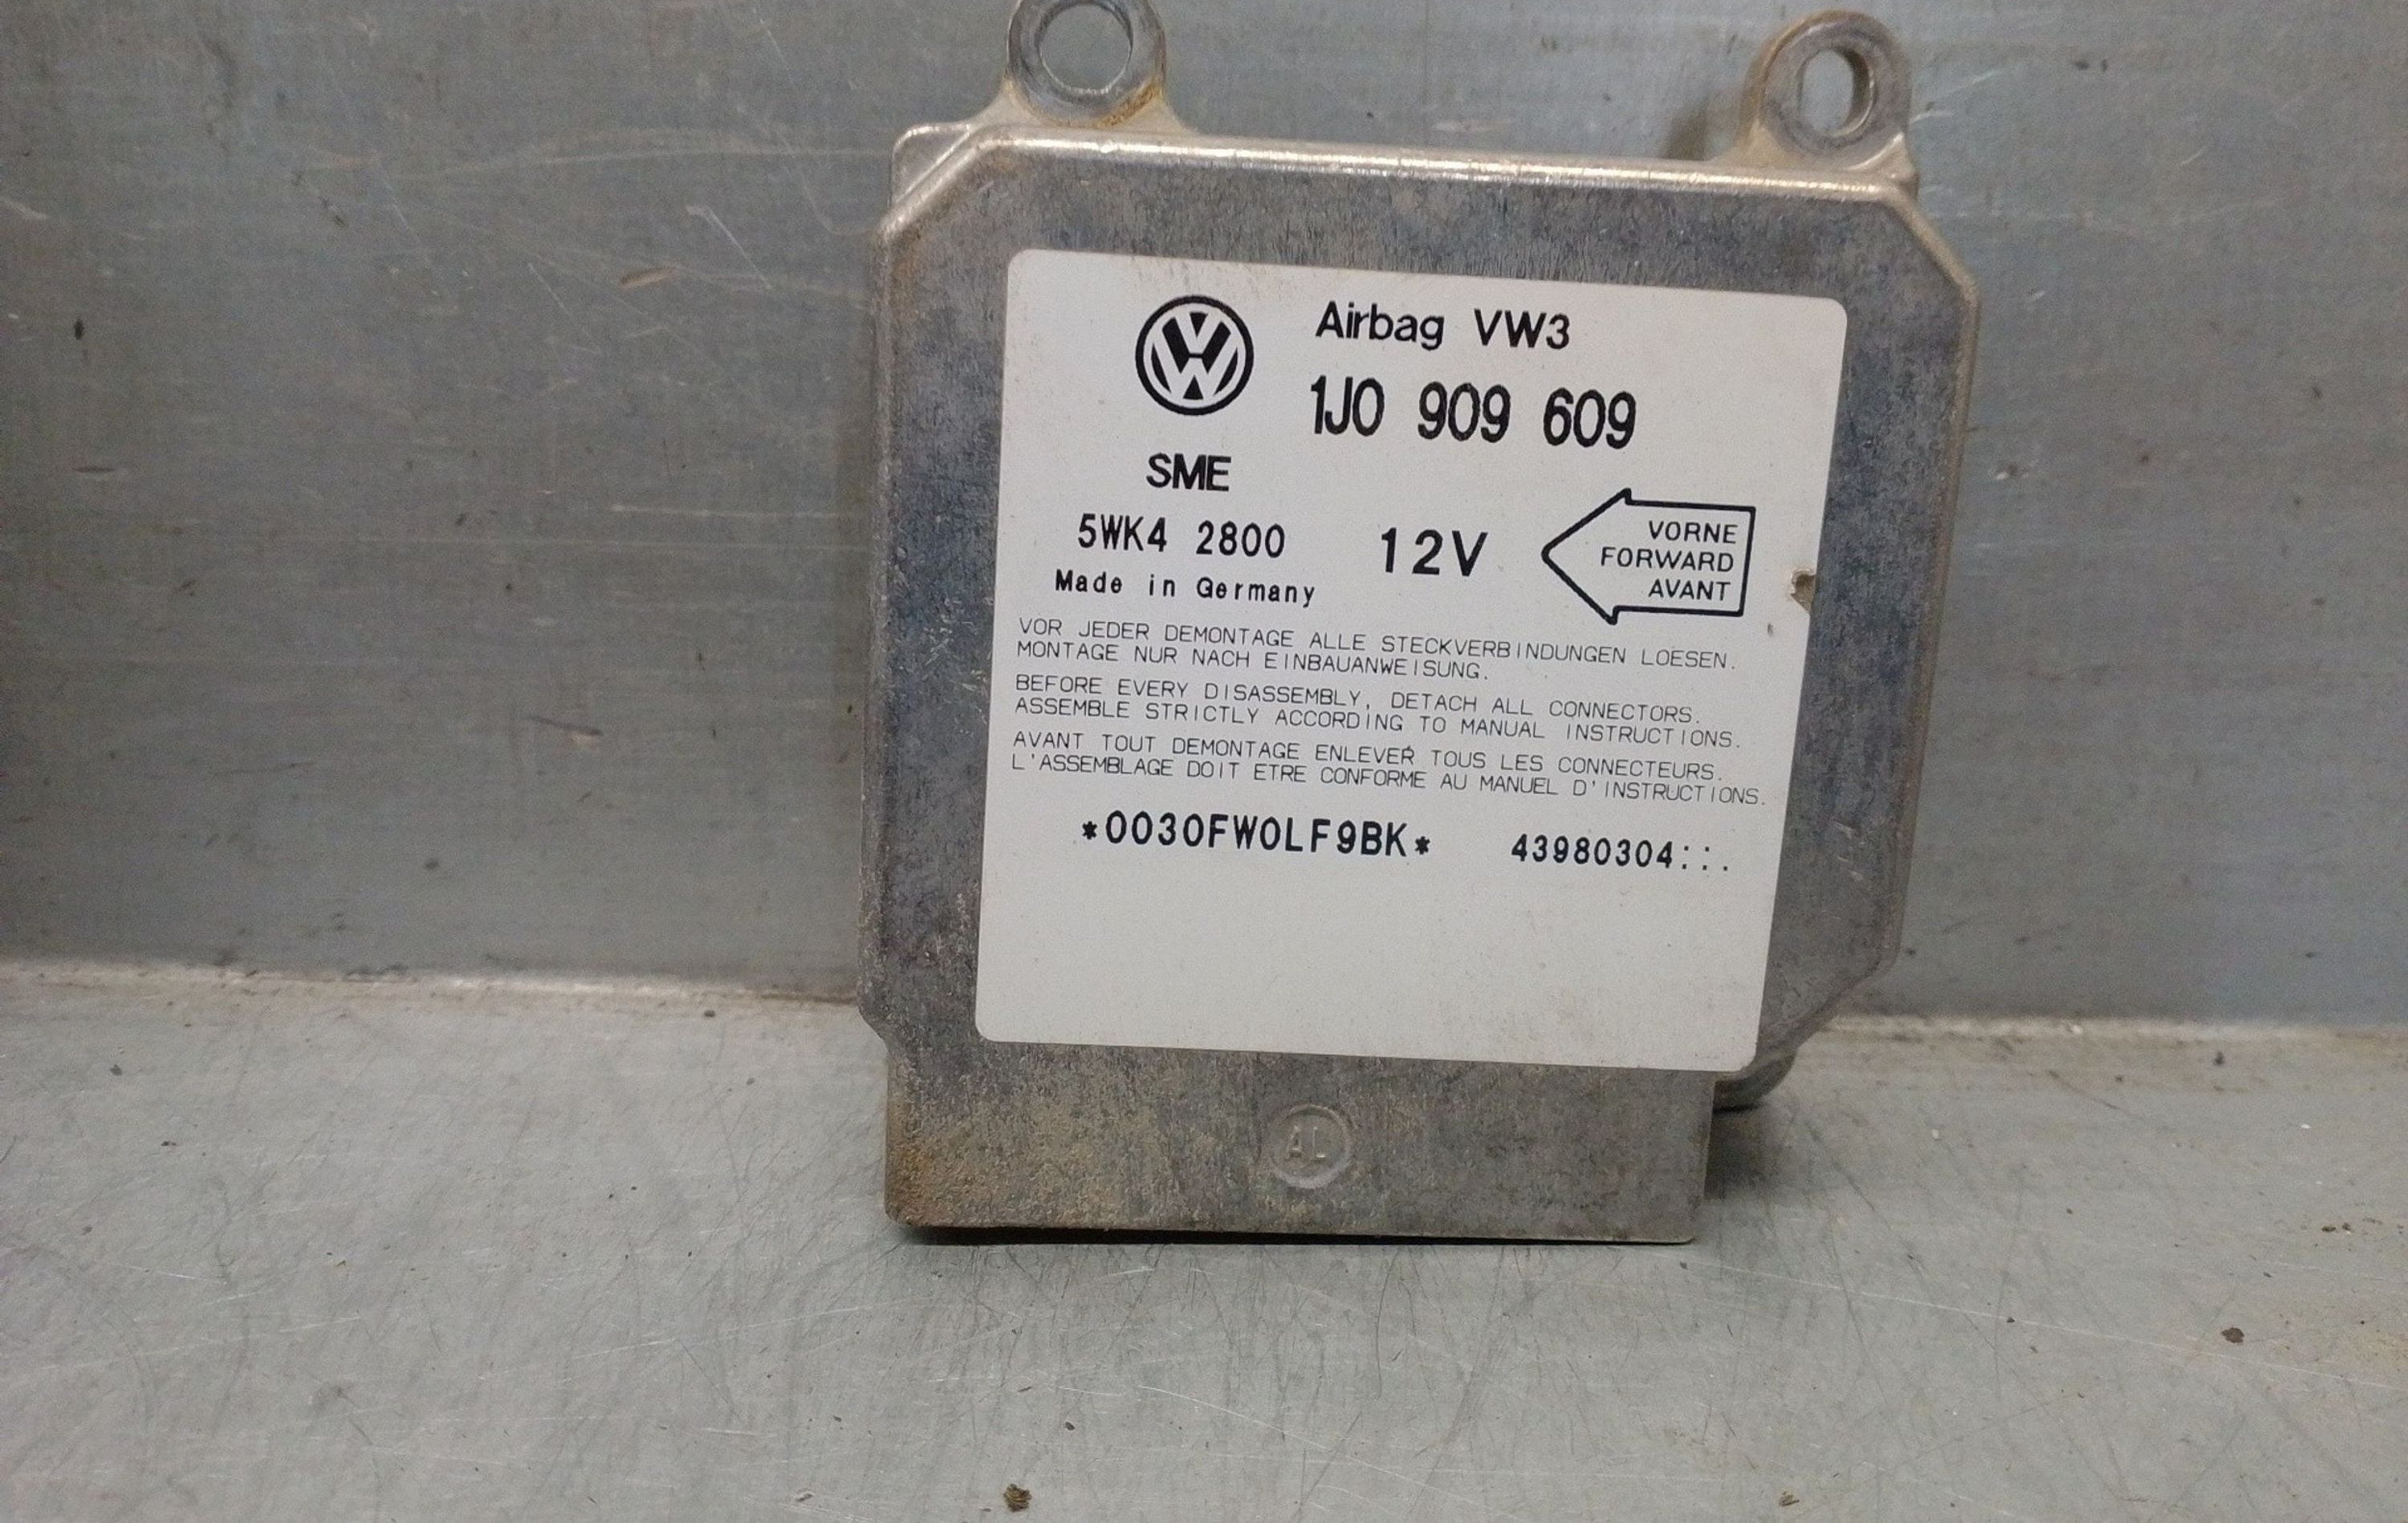 Airbag VW3
1J0 909 609
SME
5WK4 2800
12V
Made in Germany
VORNE
FORWARD
AVANT
VOR JEDER DEMONTAGE ALLE STECKVERBINDUNGEN LOESEN.
MONTAGE NUR NACH EINBAUANWEISUNG.
BEFORE EVERY DISASSEMBLY, DETACH ALL CONNECTORS.
ASSEMBLE STRICTLY ACCORDING TO MANUAL INSTRUCTIONS.
AVANT TOUT DEMONTAGE ENLEVER TOUS LES CONNECTEURS.
L'ASSEMBLAGE DOIT ETRE CONFORME AU MANUEL D'INSTRUCTIONS.
*0030FW0LF9BK* 43980304::.
AL